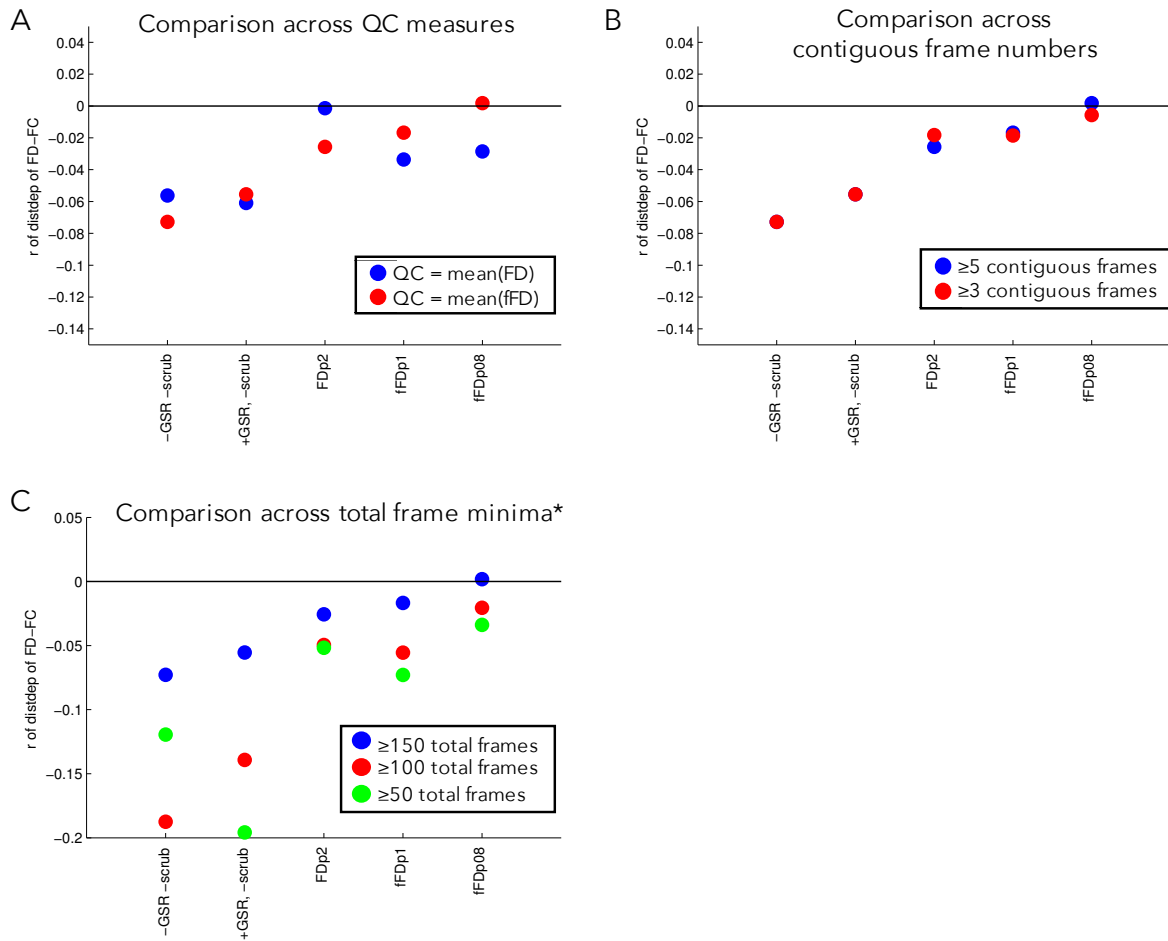 A
Comparison across QC measures
0.04
0.02
0
−0.02
−0.04
−0.06
−0.08
−0.1
−0.12
−0.14
r of distdep of FD−FC
QC = mean(FD)
QC = mean(fFD)
−GSR −scrub
+GSR, −scrub
FDp2
fFDp1
fFDp08
B
Comparison across
contiguous frame numbers
0.04
0.02
0
−0.02
−0.04
−0.06
−0.08
−0.1
−0.12
−0.14
r of distdep of FD−FC
≥5 contiguous frames
≥3 contiguous frames
−GSR −scrub
+GSR, −scrub
FDp2
fFDp1
fFDp08
C
Comparison across total frame minima*
0.05
0
−0.05
−0.1
−0.15
−0.2
r of distdep of FD−FC
≥150 total frames
≥100 total frames
≥50 total frames
−GSR −scrub
+GSR, −scrub
FDp2
fFDp1
fFDp08